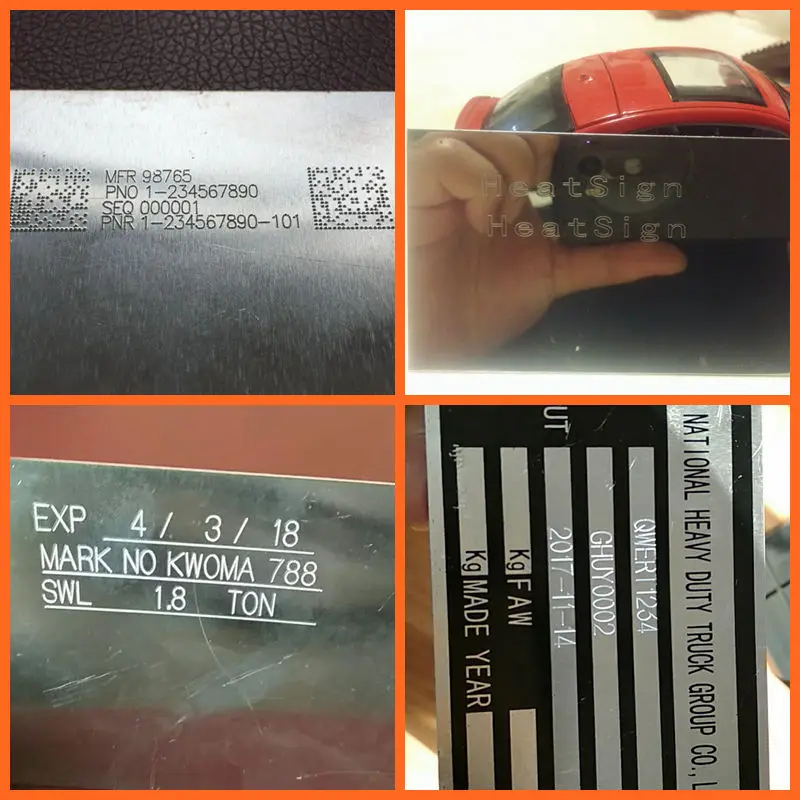 MFR 98765
PNO 1-234567890
SEQ 000001
PNR 1-234567890-101
HeatSign
HeatSign
EXP 4 / 3 / 18
MARK NO KWOMA 788
SWL 1.8 TON
NATIONAL HEAVY DUTY TRUCK GROUP CO., L
QWERT1234
GHUY0002
UT 2017-11-14
Kg FAW
Kg MADE YEAR